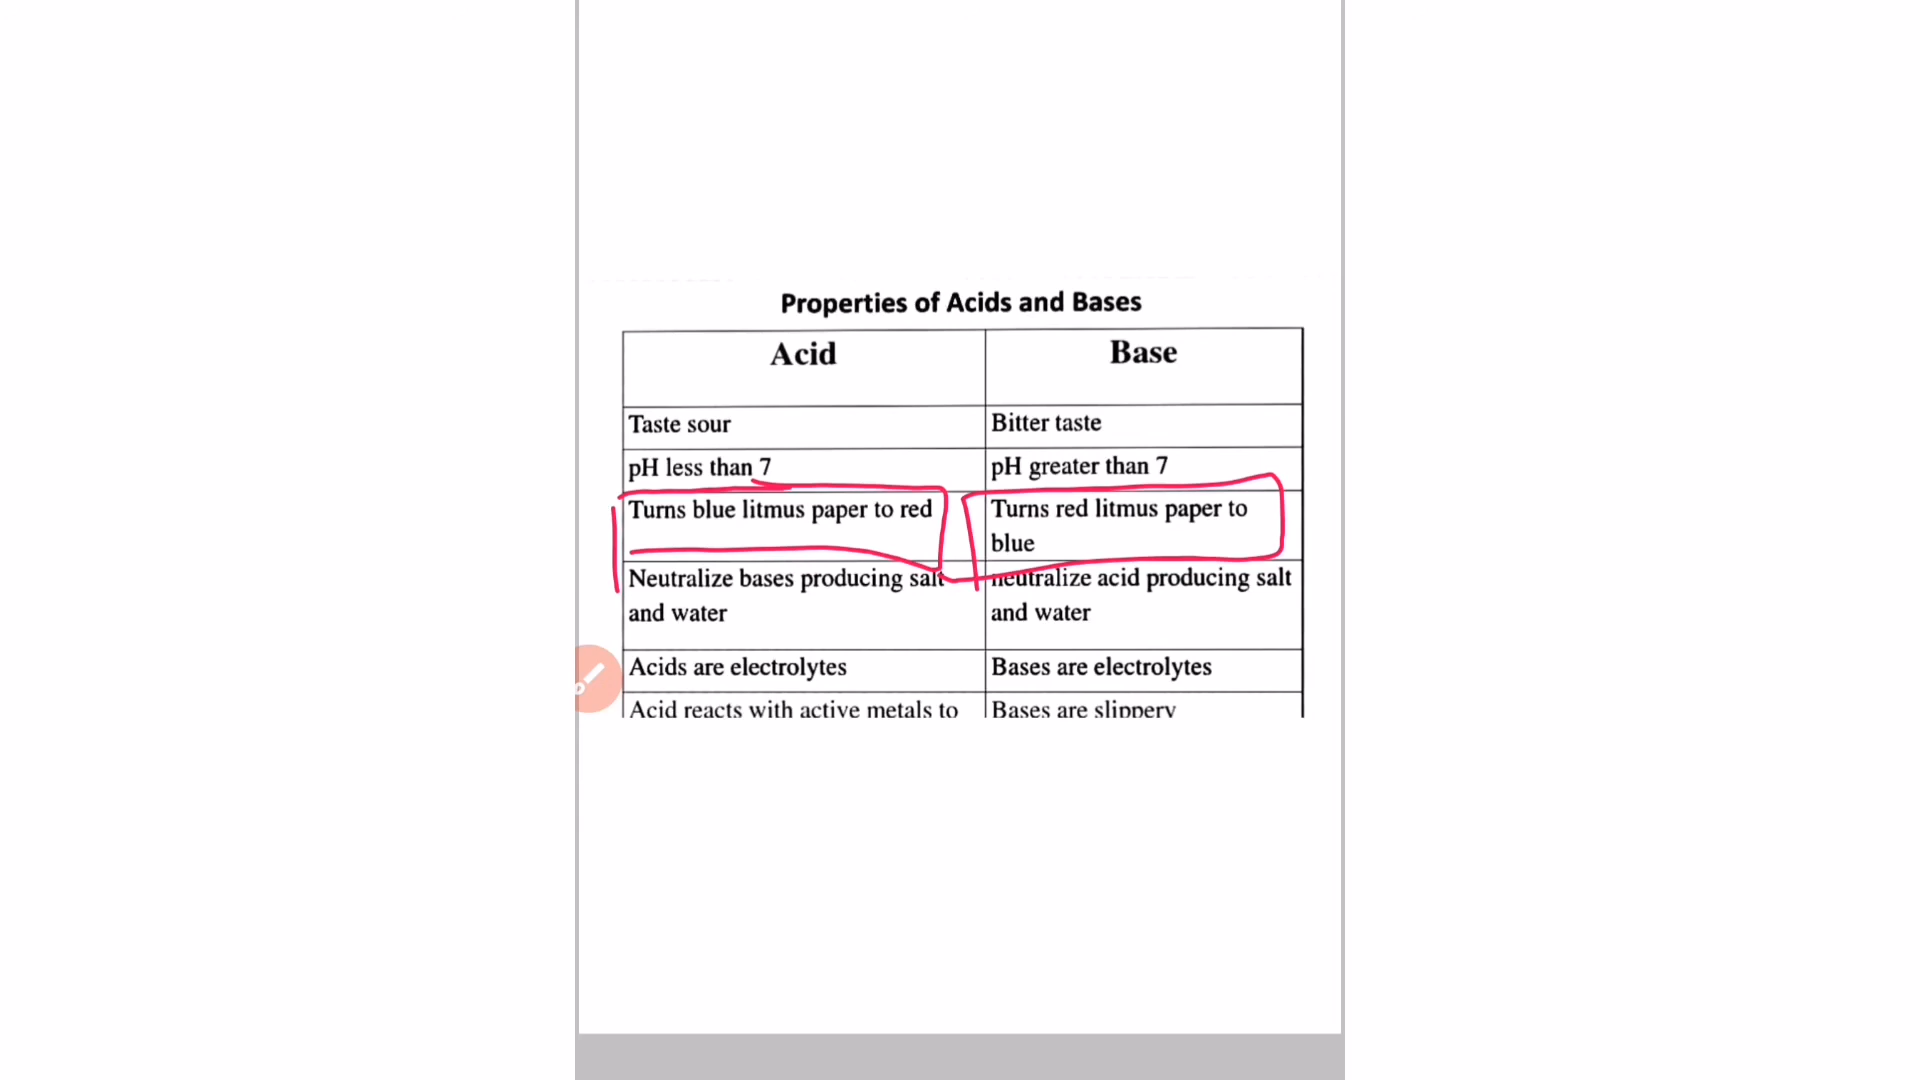 Properties of Acids and Bases
Acid
Base
Taste sour
Bitter taste
pH less than 7
pH greater than 7
Turns blue litmus paper to red
Turns red litmus paper to
blue
Neutralize bases producing salt
and water
neutralize acid producing salt
and water
Acids are electrolytes
Bases are electrolytes
Acid reacts with active metals to
Bases are slippery